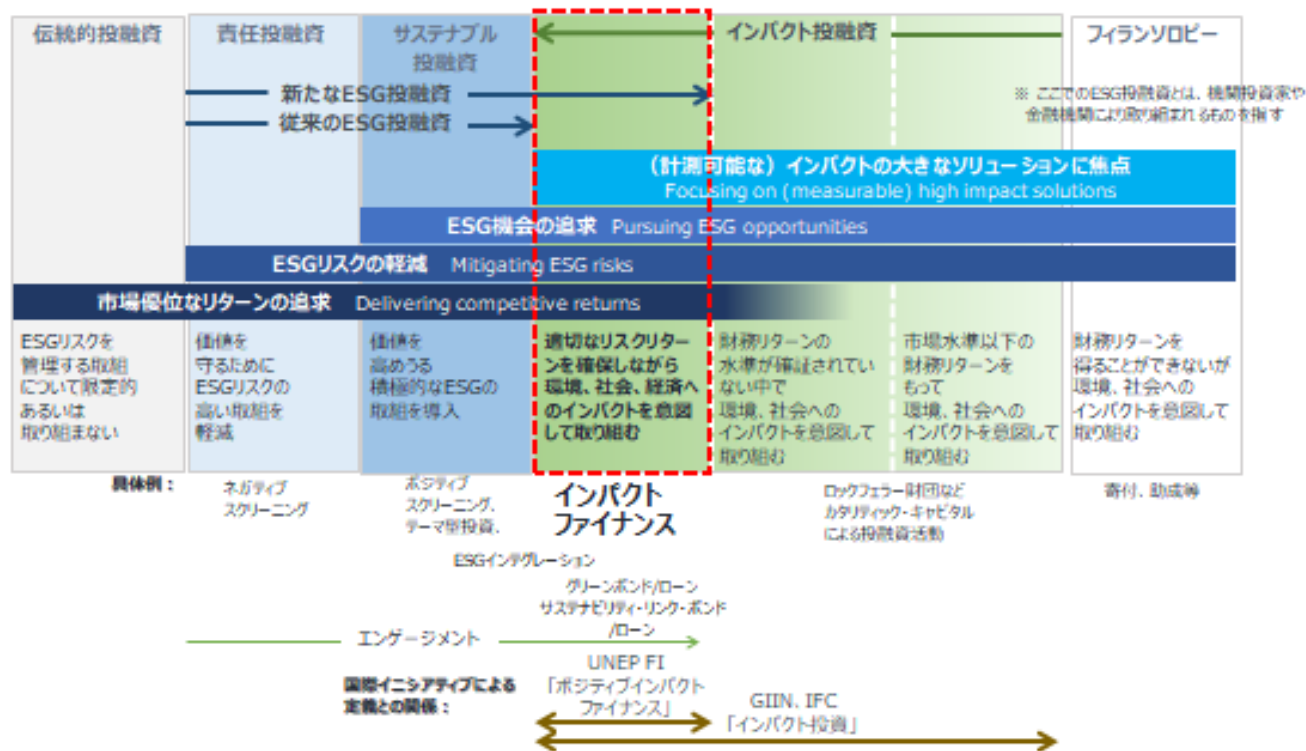 伝統的投融資
責任投融資
サステナブル
投融資
インパクト投融資
フィランソロピー
新たなESG投融資
従来のESG投融資
※ ここでのESG投融資とは、機関投資家や
金融機関により取り組まれるものを指す
(計測可能な)インパクトの大きなソリューションに焦点
Focusing on (measurable) high impact solutions
ESG機会の追求 Pursuing ESG opportunities
ESGリスクの軽減 Mitigating ESG risks
市場優位なリターンの追求 Delivering competitive returns
ESGリスクを
管理する取組
について限定的
あるいは
取り組まない
価値を
守るために
ESGリスクの
高い取組を
軽減
価値を
高めうる
積極的なESGの
取組を導入
適切なリスクリター
ンを確保しながら
環境、社会、経済へ
のインパクトを意図
して取り組む
財務リターンの
水準が確証されてい
ない中で
環境、社会への
インパクトを意図して
取り組む
市場水準以下の
財務リターンを
もって
環境、社会への
インパクトを意図して
取り組む
財務リターンを
得ることができないが
環境、社会への
インパクトを意図して
取り組む
具体例:
ネガティブ
スクリーニング
ポジティブ
スクリーニング、
テーマ型投資、
インパクト
ファイナンス
ロックフェラー財団など
カタリティック・キャピタル
による投融資活動
寄付、助成等
ESGインテグレーション
グリーンボンド/ローン
サステナビリティ・リンク・ボンド
/ローン
エンゲージメント
国際イニシアティブによる
定義との関係:
UNEP FI
「ポジティブインパクト
ファイナンス」
GIIN、IFC
「インパクト投資」